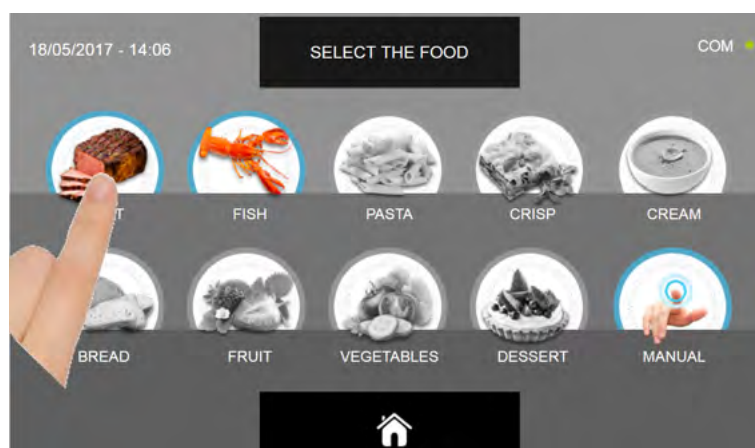 18/05/2017 - 14:06
SELECT THE FOOD
COM
FISH
PASTA
CRISP
CREAM
BREAD
FRUIT
VEGETABLES
DESSERT
MANUAL